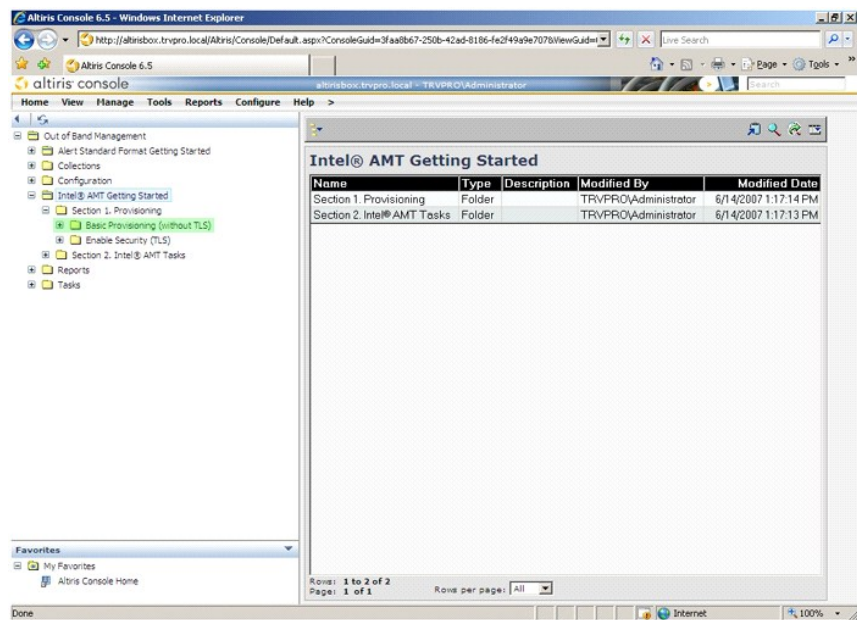 Altiris Console 6.5 - Windows Internet Explorer
http://altirisbox.trvpro.local/Altiris/Console/Default.aspx?ConsoleGuid=3faa8b67-250b-42ad-8186-fe2f49a9e707&ViewGuid=
Live Search
Altiris Console 6.5
Page
Tools
altiris console
altirisbox.trvpro.local - TRVPRO\Administrator
Search
Home View Manage Tools Reports Configure Help >
Out of Band Management
Alert Standard Format Getting Started
Collections
Configuration
Intel® AMT Getting Started
Section 1. Provisioning
Basic Provisioning (without TLS)
Enable Security (TLS)
Section 2. Intel® AMT Tasks
Reports
Tasks
Intel® AMT Getting Started
Name Type Description Modified By Modified Date
Section 1. Provisioning Folder TRVPRO\Administrator 6/14/2007 1:17:14 PM
Section 2. Intel® AMT Tasks Folder TRVPRO\Administrator 6/14/2007 1:17:13 PM
Favorites
My Favorites
Altiris Console Home
Rows: 1 to 2 of 2
Page: 1 of 1 Rows per page: All
Done
Internet
100%